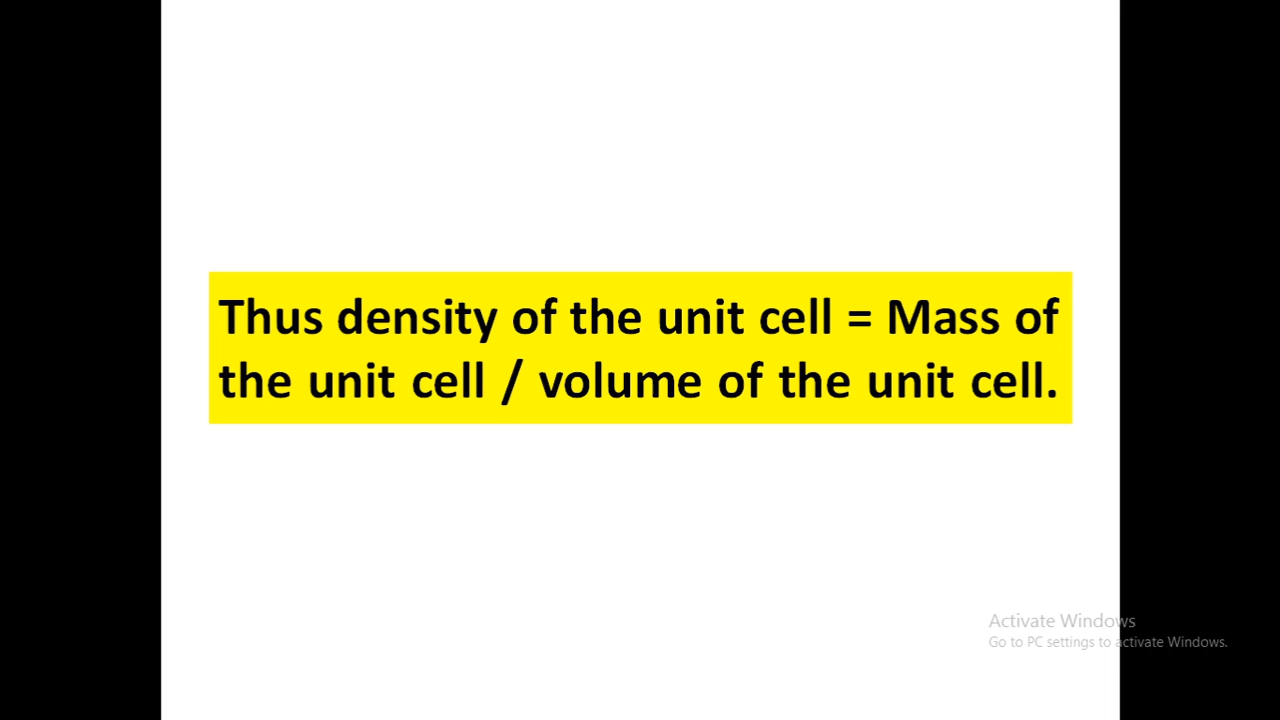 Thus density of the unit cell = Mass of
the unit cell / volume of the unit cell.
Activate Windows
Go to PC settings to activate Windows.